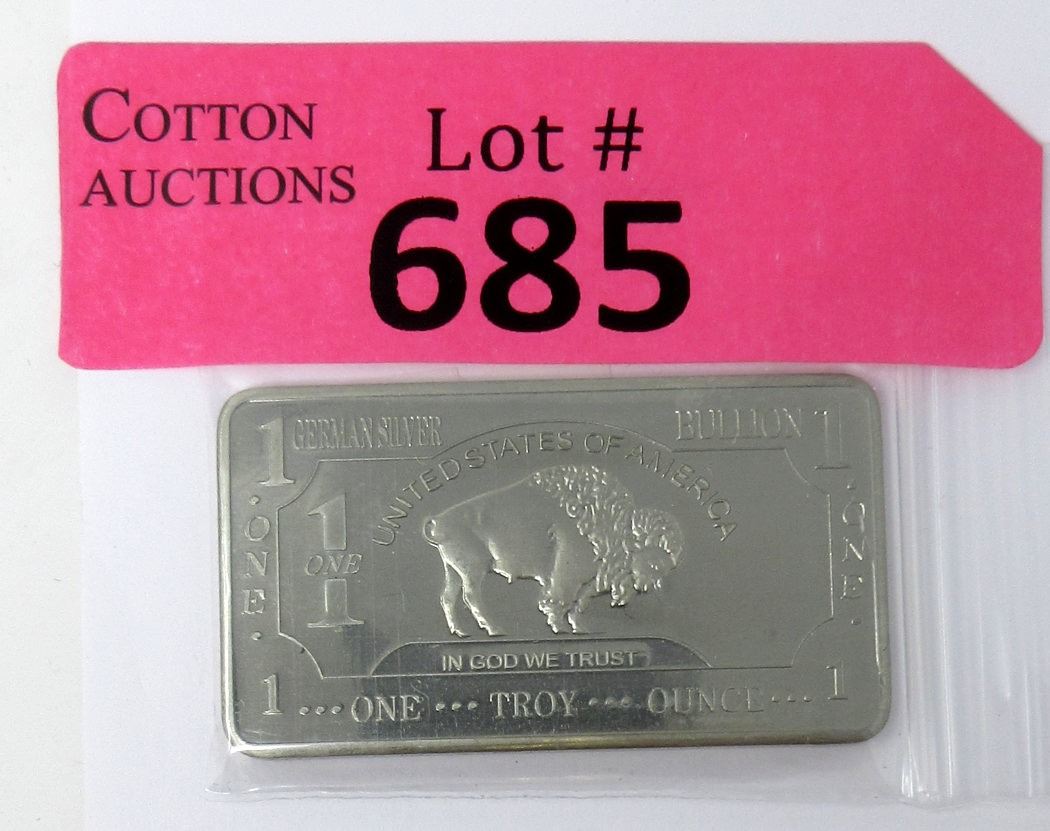 COTTON
AUCTIONS
Lot #
685
1 GERMAN SILVER BULLION 1
UNITED STATES OF AMERICA
· ONE ·
1
ONE
1
· ONE ·
IN GOD WE TRUST
1 ... ONE ... TROY ... OUNCE ... 1